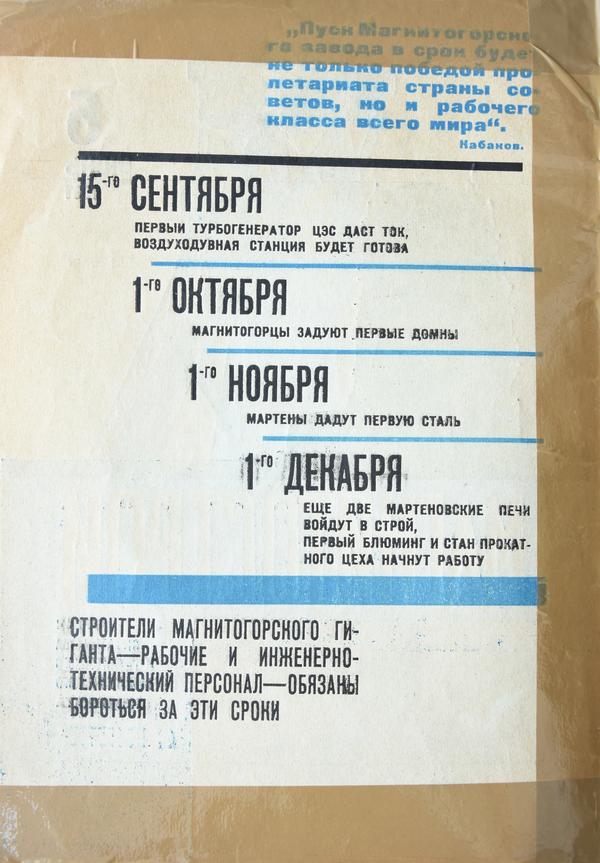 „Пуск Магнитогорско
го завода в срок будет
не только победой про
летариата страны со-
ветов, но и рабочего
класса всего мира“.
Кабаков.
15-го СЕНТЯБРЯ
ПЕРВЫЙ ТУРБОГЕНЕРАТОР ЦЭС ДАСТ ТОК,
ВОЗДУХОДУВНАЯ СТАНЦИЯ БУДЕТ ГОТОВА
1-го ОКТЯБРЯ
МАГНИТОГОРЦЫ ЗАДУЮТ ПЕРВЫЕ ДОМНЫ
1-го НОЯБРЯ
МАРТЕНЫ ДАДУТ ПЕРВУЮ СТАЛЬ
1-го ДЕКАБРЯ
ЕЩЕ ДВЕ МАРТЕНОВСКИЕ ПЕЧИ
ВОЙДУТ В СТРОЙ,
ПЕРВЫЙ БЛЮМИНГ И СТАН ПРОКАТ-
НОГО ЦЕХА НАЧНУТ РАБОТУ
СТРОИТЕЛИ МАГНИТОГОРСКОГО ГИ-
ГАНТА—РАБОЧИЕ И ИНЖЕНЕРНО-
ТЕХНИЧЕСКИЙ ПЕРСОНАЛ—ОБЯЗАНЫ
БОРОТЬСЯ ЗА ЭТИ СРОКИ